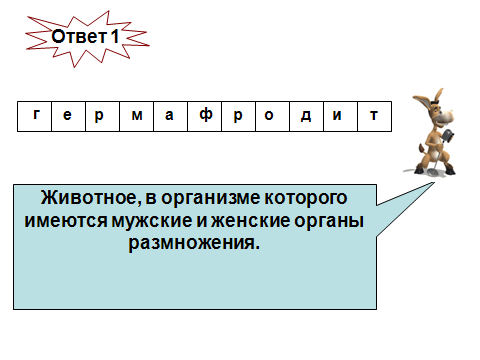 Ответ 1
г е р м а ф р о д и т
Животное, в организме которого
имеются мужские и женские органы
размножения.